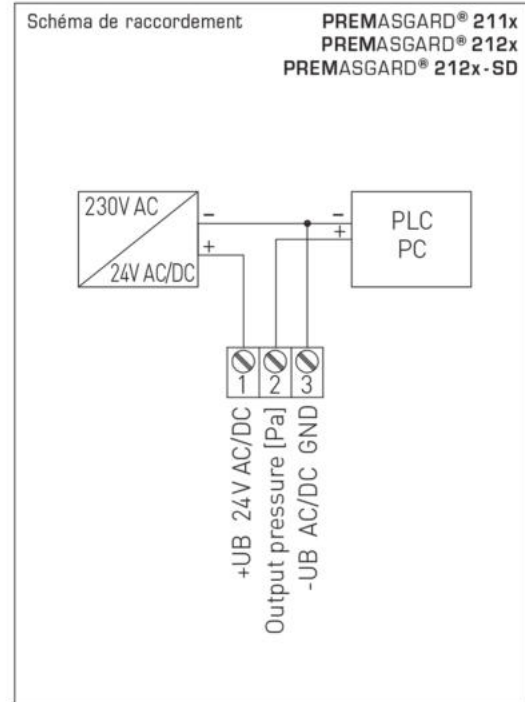 Schéma de raccordement
PREMASGARD® 211x
PREMASGARD® 212x
PREMASGARD® 212x-SD
230V AC
24V AC/DC
−
+
−
+
PLC
PC
1 2 3
+UB 24V AC/DC
Output pressure [Pa]
-UB AC/DC GND